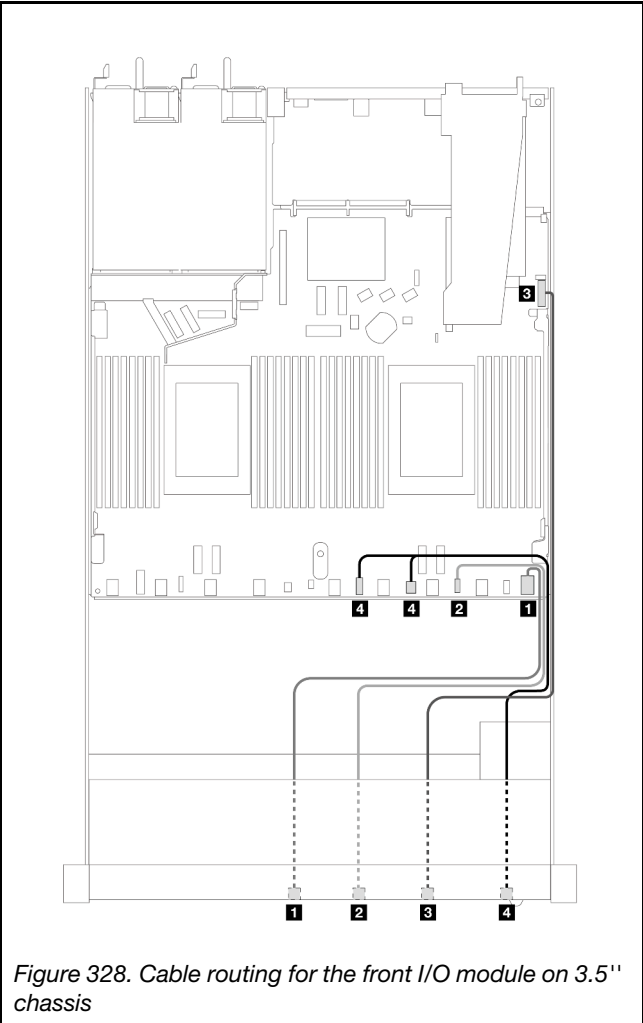 3
4 4 2 1
1 2 3 4
Figure 328. Cable routing for the front I/O module on 3.5''
chassis